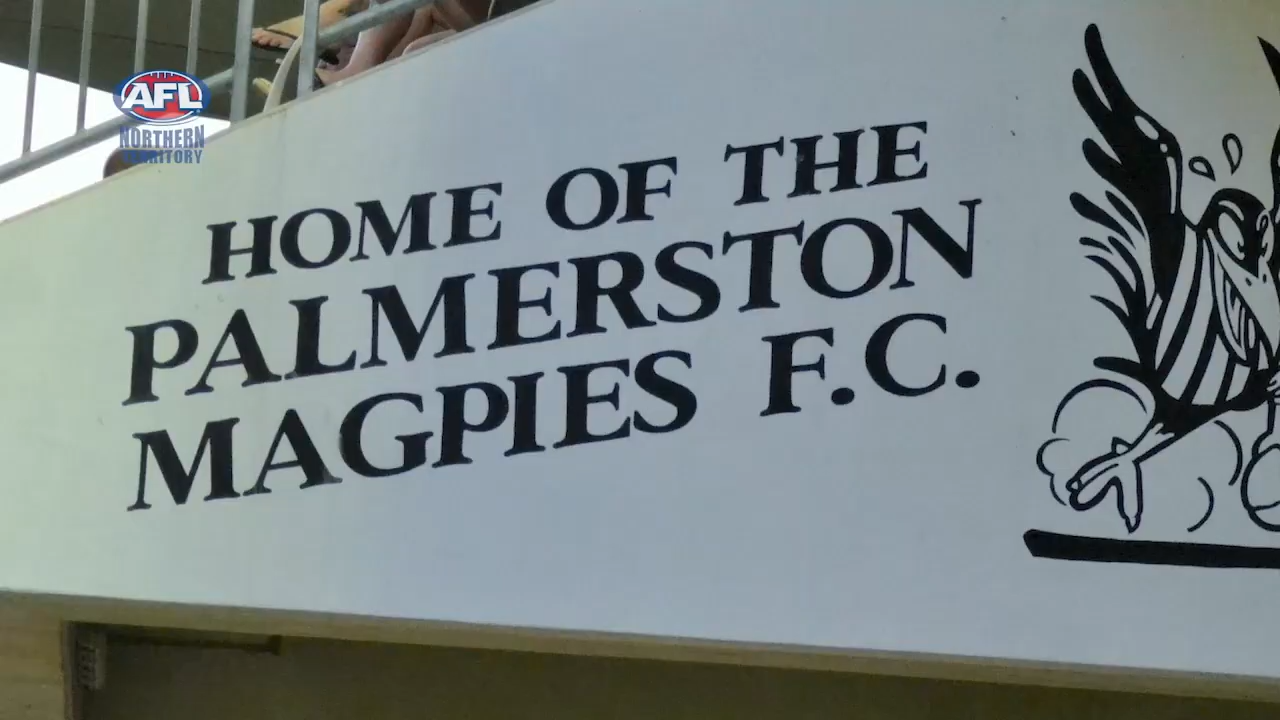 AFL
NORTHERN
TERRITORY
HOME OF THE
PALMERSTON
MAGPIES F.C.